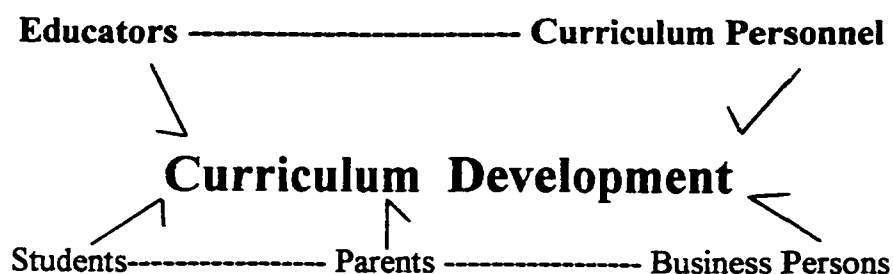 Educators ------------------------ Curriculum Personnel
Curriculum Development
Students---------------- Parents ---------------- Business Persons